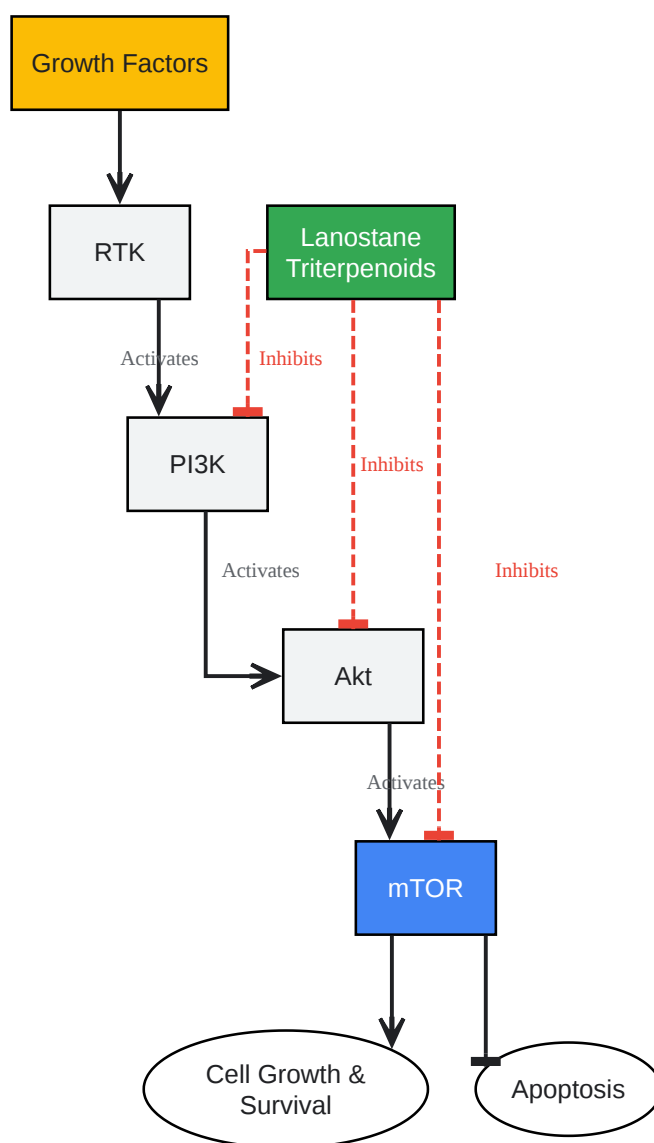 Growth Factors
RTK
Lanostane
Triterpenoids
Activates
Inhibits
PI3K
Inhibits
Activates
Inhibits
Akt
Activates
mTOR
Cell Growth &
Survival
Apoptosis